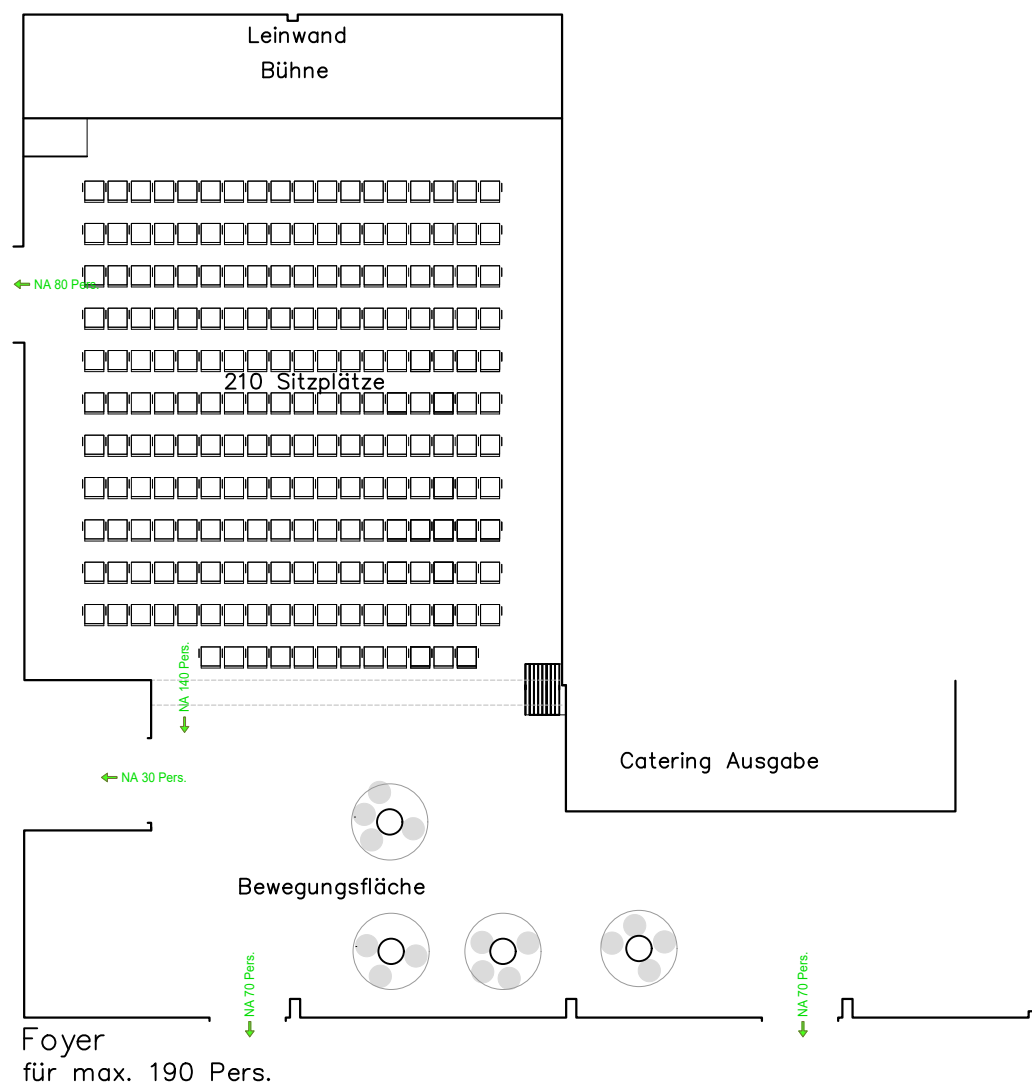 Leinwand
Bühne
NA 80 Pers.
210 Sitzplätze
NA 140 Pers.
NA 30 Pers.
Catering Ausgabe
Bewegungsfläche
NA 70 Pers.
NA 70 Pers.
Foyer
für max. 190 Pers.